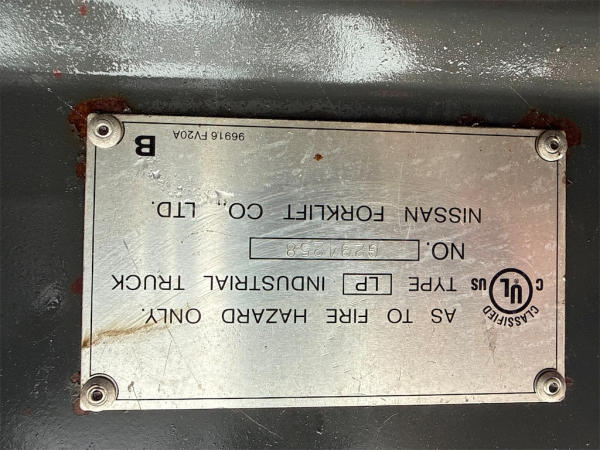 CLASSIFIED
C UL US
AS TO FIRE HAZARD ONLY.
TYPE LP INDUSTRIAL TRUCK
NO.
NISSAN FORKLIFT CO., LTD.
96916 FV20A B